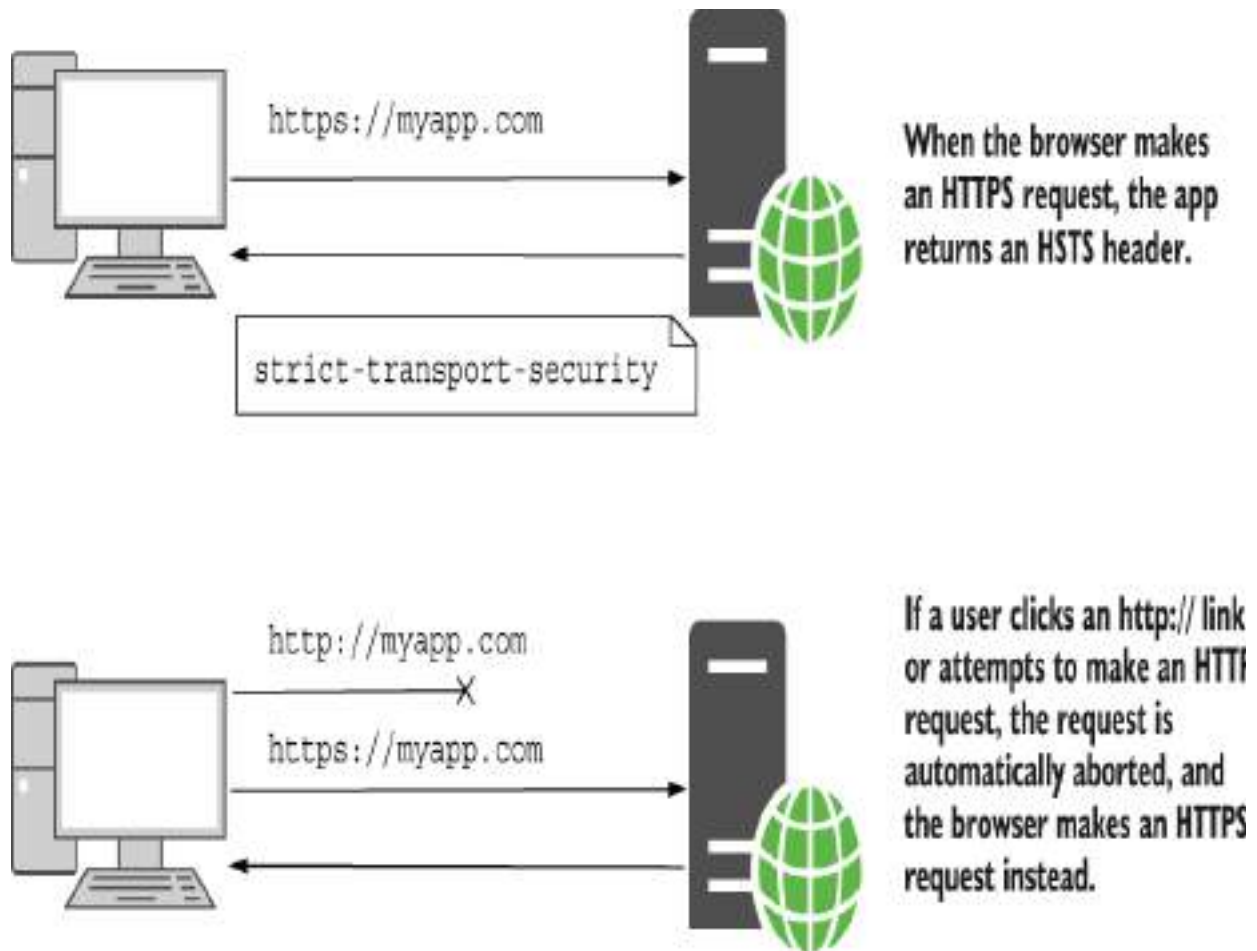 https://myapp.com
When the browser makes
an HTTPS request, the app
returns an HSTS header.
strict-transport-security
http://myapp.com
https://myapp.com
If a user clicks an http:// link
or attempts to make an HTTP
request, the request is
automatically aborted, and
the browser makes an HTTPS
request instead.